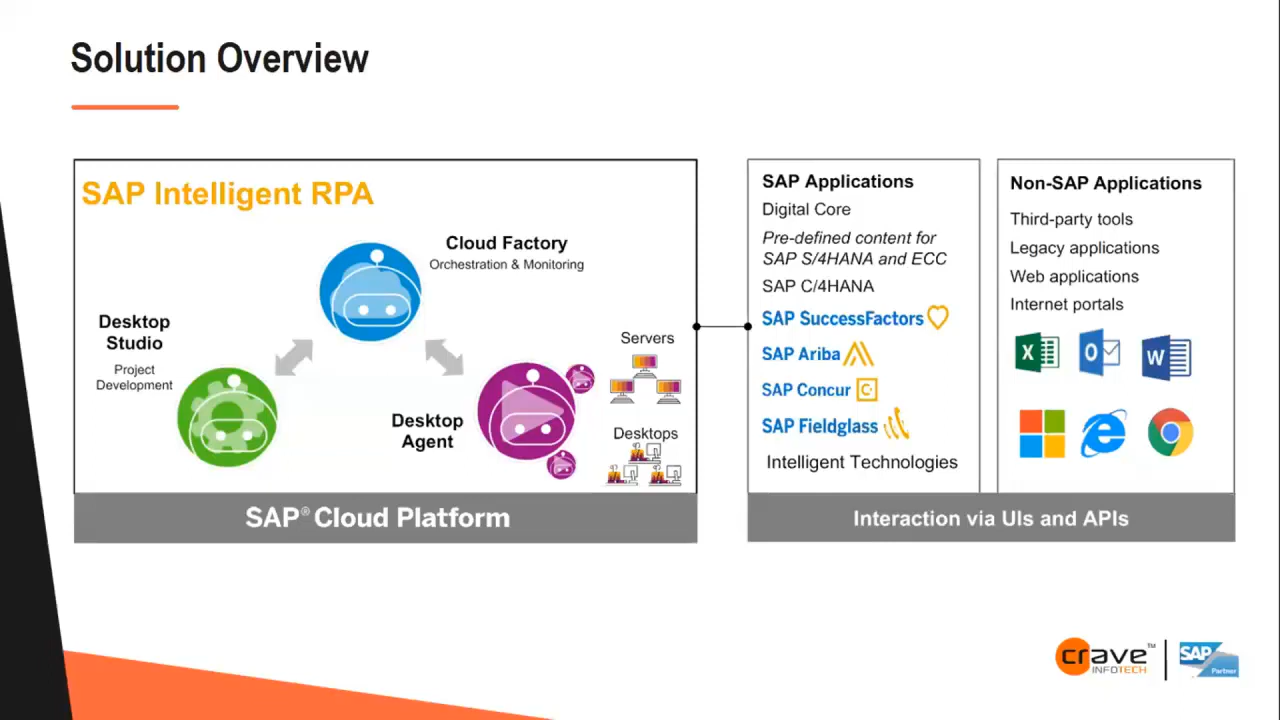 Solution Overview
SAP Intelligent RPA
Cloud Factory
Orchestration & Monitoring
Desktop
Studio
Project
Development
Desktop
Agent
Servers
Desktops
SAP® Cloud Platform
SAP Applications
Digital Core
Pre-defined content for
SAP S/4HANA and ECC
SAP C/4HANA
SAP SuccessFactors
SAP Ariba
SAP Concur C
SAP Fieldglass
Intelligent Technologies
Non-SAP Applications
Third-party tools
Legacy applications
Web applications
Internet portals
X
O
W
Interaction via UIs and APIs
crave™
INFOTECH
SAP
Partner